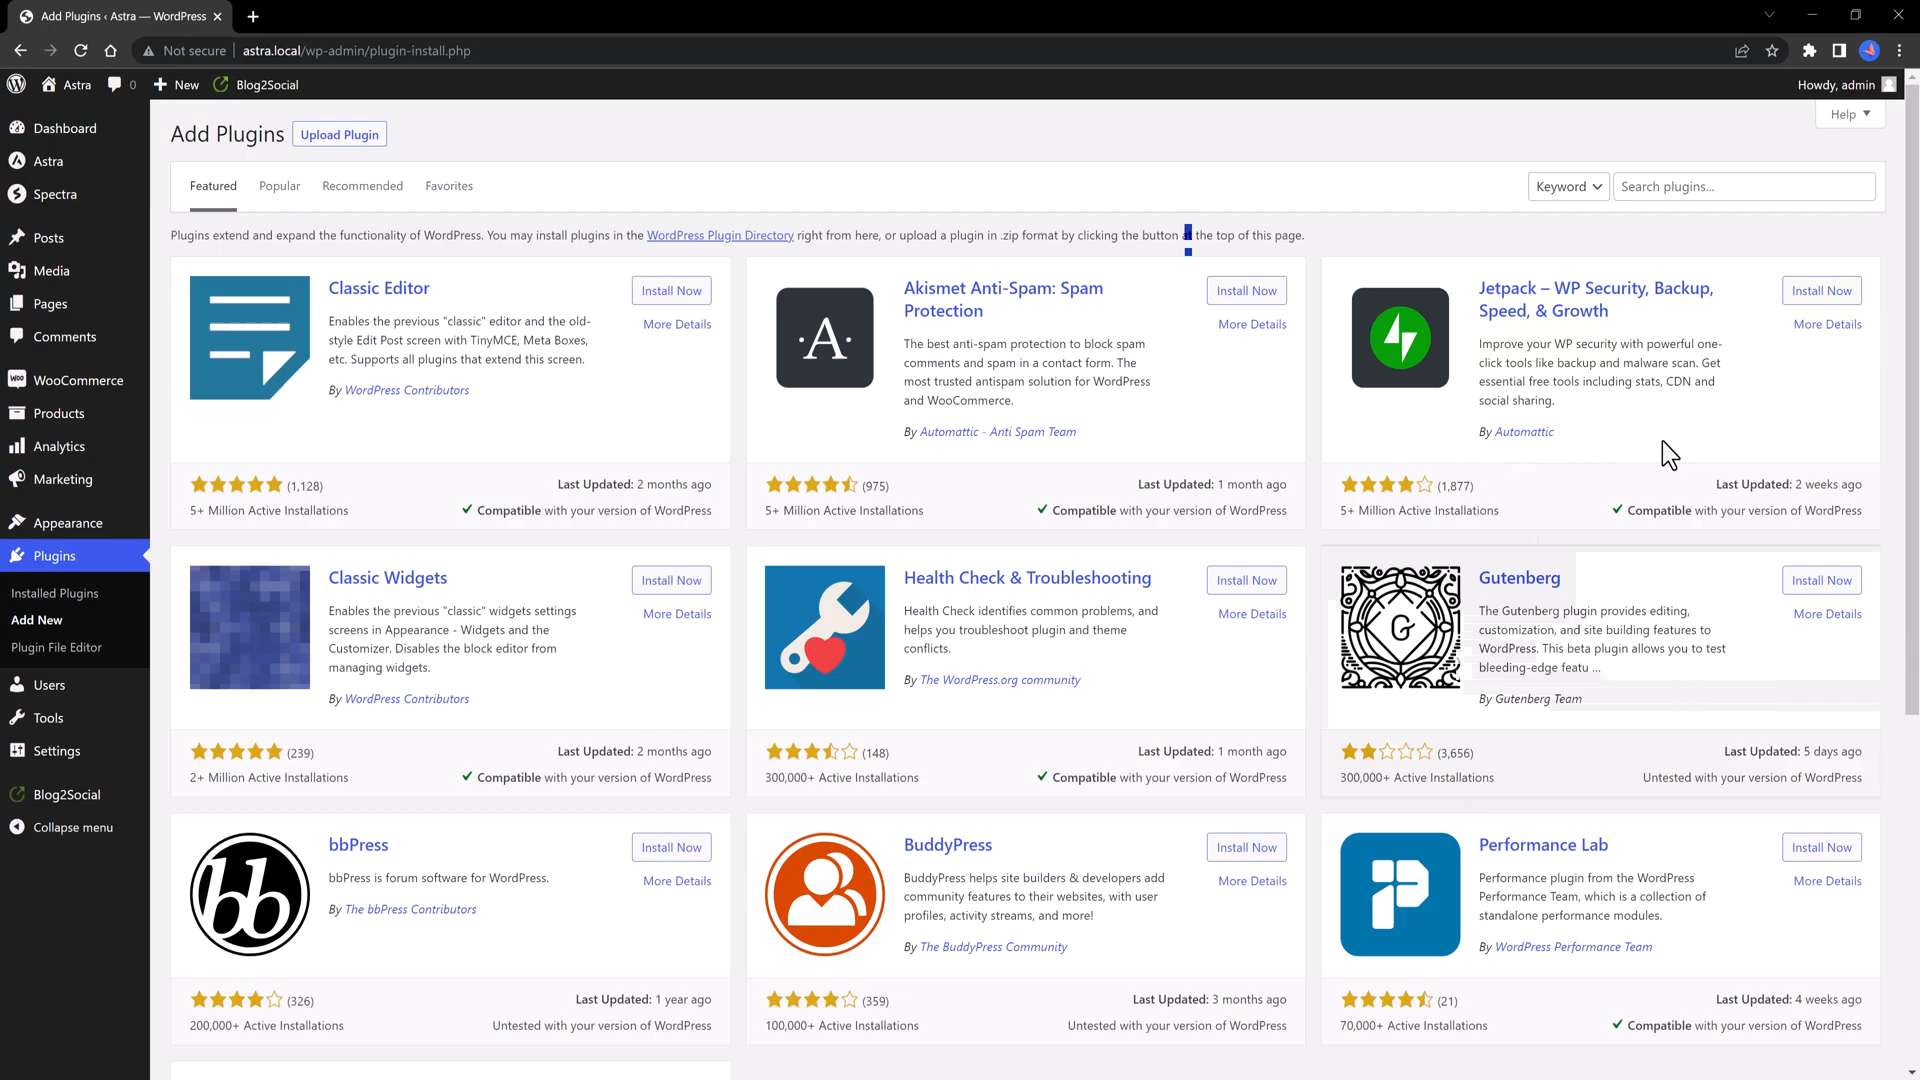 Add Plugins ‹ Astra — WordPress
Not secure astra.local/wp-admin/plugin-install.php
Astra 0 New Blog2Social
Howdy, admin
Help
Dashboard
Astra
Spectra
Posts
Media
Pages
Comments
WooCommerce
Products
Analytics
Marketing
Appearance
Plugins
Installed Plugins
Add New
Plugin File Editor
Users
Tools
Settings
Blog2Social
Collapse menu
Add Plugins Upload Plugin
Featured Popular Recommended Favorites
Keyword Search plugins...
Plugins extend and expand the functionality of WordPress. You may install plugins in the WordPress Plugin Directory right from here, or upload a plugin in .zip format by clicking the button at the top of this page.
Classic Editor
Install Now
More Details
Enables the previous "classic" editor and the old-
style Edit Post screen with TinyMCE, Meta Boxes,
etc. Supports all plugins that extend this screen.
By WordPress Contributors
(1,128)
Last Updated: 2 months ago
5+ Million Active Installations
Compatible with your version of WordPress
Akismet Anti-Spam: Spam
Protection
Install Now
More Details
The best anti-spam protection to block spam
comments and spam in a contact form. The
most trusted antispam solution for WordPress
and WooCommerce.
By Automattic - Anti Spam Team
(975)
Last Updated: 1 month ago
5+ Million Active Installations
Compatible with your version of WordPress
Jetpack – WP Security, Backup,
Speed, & Growth
Install Now
More Details
Improve your WP security with powerful one-
click tools like backup and malware scan. Get
essential free tools including stats, CDN and
social sharing.
By Automattic
(1,877)
Last Updated: 2 weeks ago
5+ Million Active Installations
Compatible with your version of WordPress
Classic Widgets
Install Now
More Details
Enables the previous "classic" widgets settings
screens in Appearance - Widgets and the
Customizer. Disables the block editor from
managing widgets.
By WordPress Contributors
(239)
Last Updated: 2 months ago
2+ Million Active Installations
Compatible with your version of WordPress
Health Check & Troubleshooting
Install Now
More Details
Health Check identifies common problems, and
helps you troubleshoot plugin and theme
conflicts.
By The WordPress.org community
(148)
Last Updated: 1 month ago
300,000+ Active Installations
Compatible with your version of WordPress
Gutenberg
Install Now
More Details
The Gutenberg plugin provides editing,
customization, and site building features to
WordPress. This beta plugin allows you to test
bleeding-edge featu ...
By Gutenberg Team
(3,656)
Last Updated: 5 days ago
300,000+ Active Installations
Untested with your version of WordPress
bb
bbPress
Install Now
More Details
bbPress is forum software for WordPress.
By The bbPress Contributors
(326)
Last Updated: 1 year ago
200,000+ Active Installations
Untested with your version of WordPress
BuddyPress
Install Now
More Details
BuddyPress helps site builders & developers add
community features to their websites, with user
profiles, activity streams, and more!
By The BuddyPress Community
(359)
Last Updated: 3 months ago
100,000+ Active Installations
Untested with your version of WordPress
Performance Lab
Install Now
More Details
Performance plugin from the WordPress
Performance Team, which is a collection of
standalone performance modules.
By WordPress Performance Team
(21)
Last Updated: 4 weeks ago
70,000+ Active Installations
Compatible with your version of WordPress